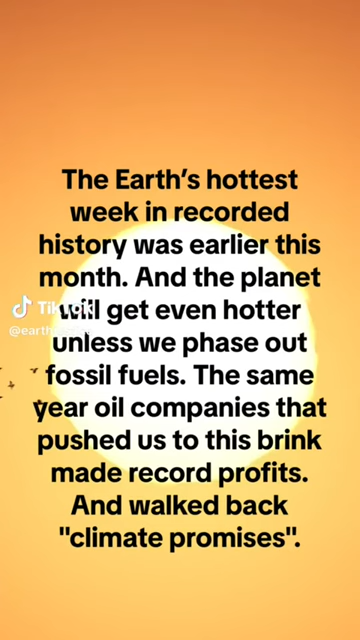 The Earth's hottest
week in recorded
history was earlier this
month. And the planet
will get even hotter
unless we phase out
fossil fuels. The same
year oil companies that
pushed us to this brink
made record profits.
And walked back
"climate promises".
TikTok